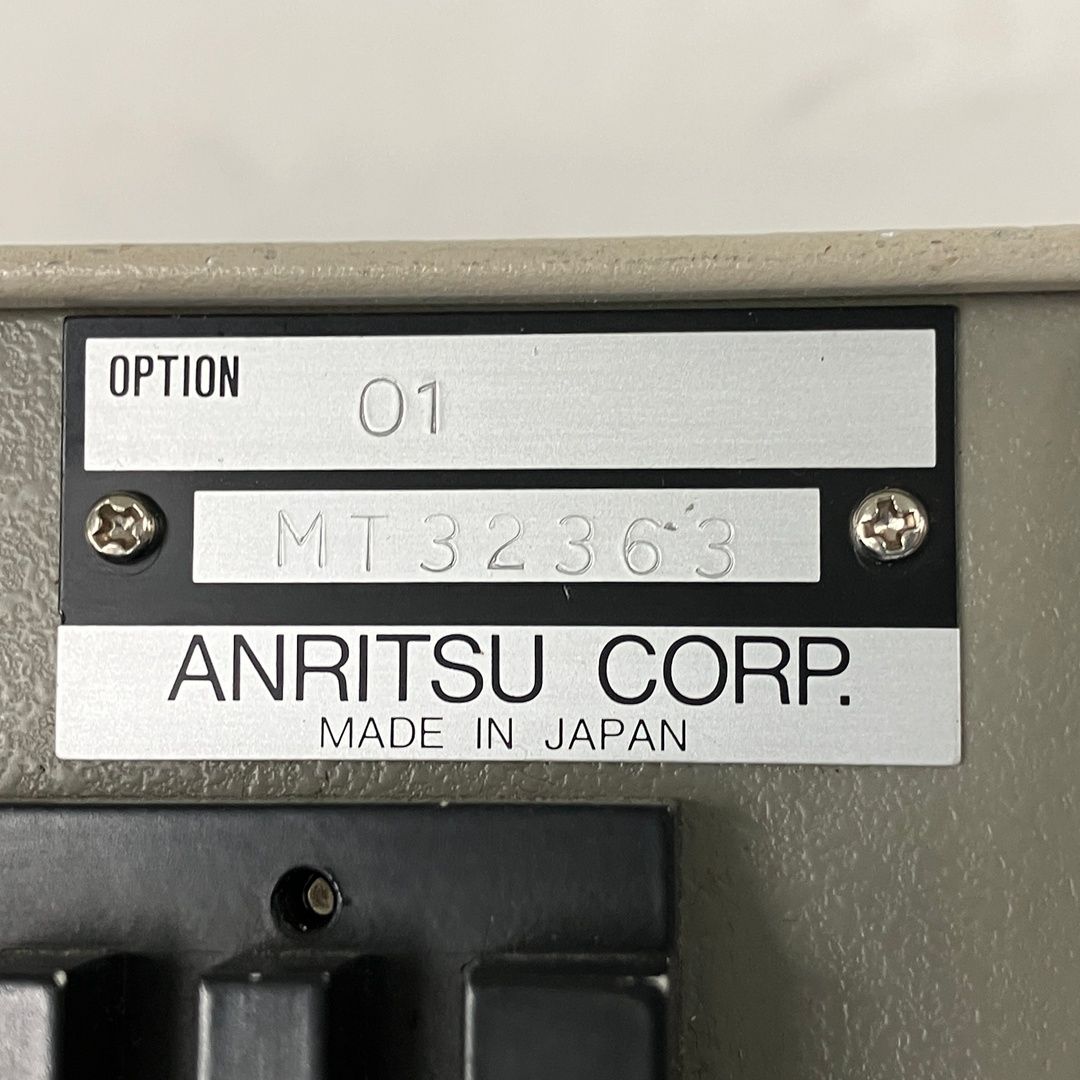 OPTION 01
MT32363
ANRITSU CORP.
MADE IN JAPAN